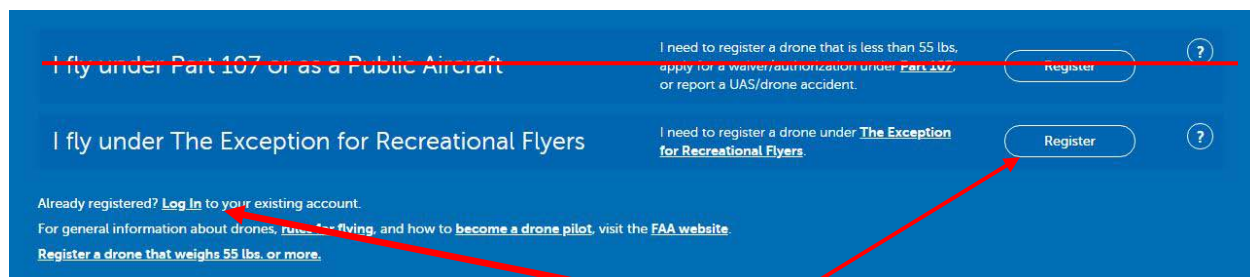 I fly under Part 107 or as a Public Aircraft
I need to register a drone that is less than 55 lbs,
apply for a waiver/authorization under Part 107,
or report a UAS/drone accident.
Register
?
I fly under The Exception for Recreational Flyers
I need to register a drone under The Exception
for Recreational Flyers.
Register
?
Already registered? Log In to your existing account.
For general information about drones, rules for flying, and how to become a drone pilot, visit the FAA website.
Register a drone that weighs 55 lbs. or more.